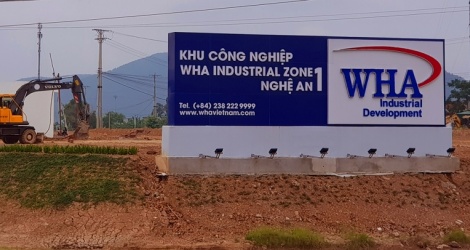 KHU CÔNG NGHIỆP
WHA INDUSTRIAL ZONE 1
NGHỆ AN
Tel. (+84) 238 222 9999
www.whavietnam.com
WHA
Industrial
Development